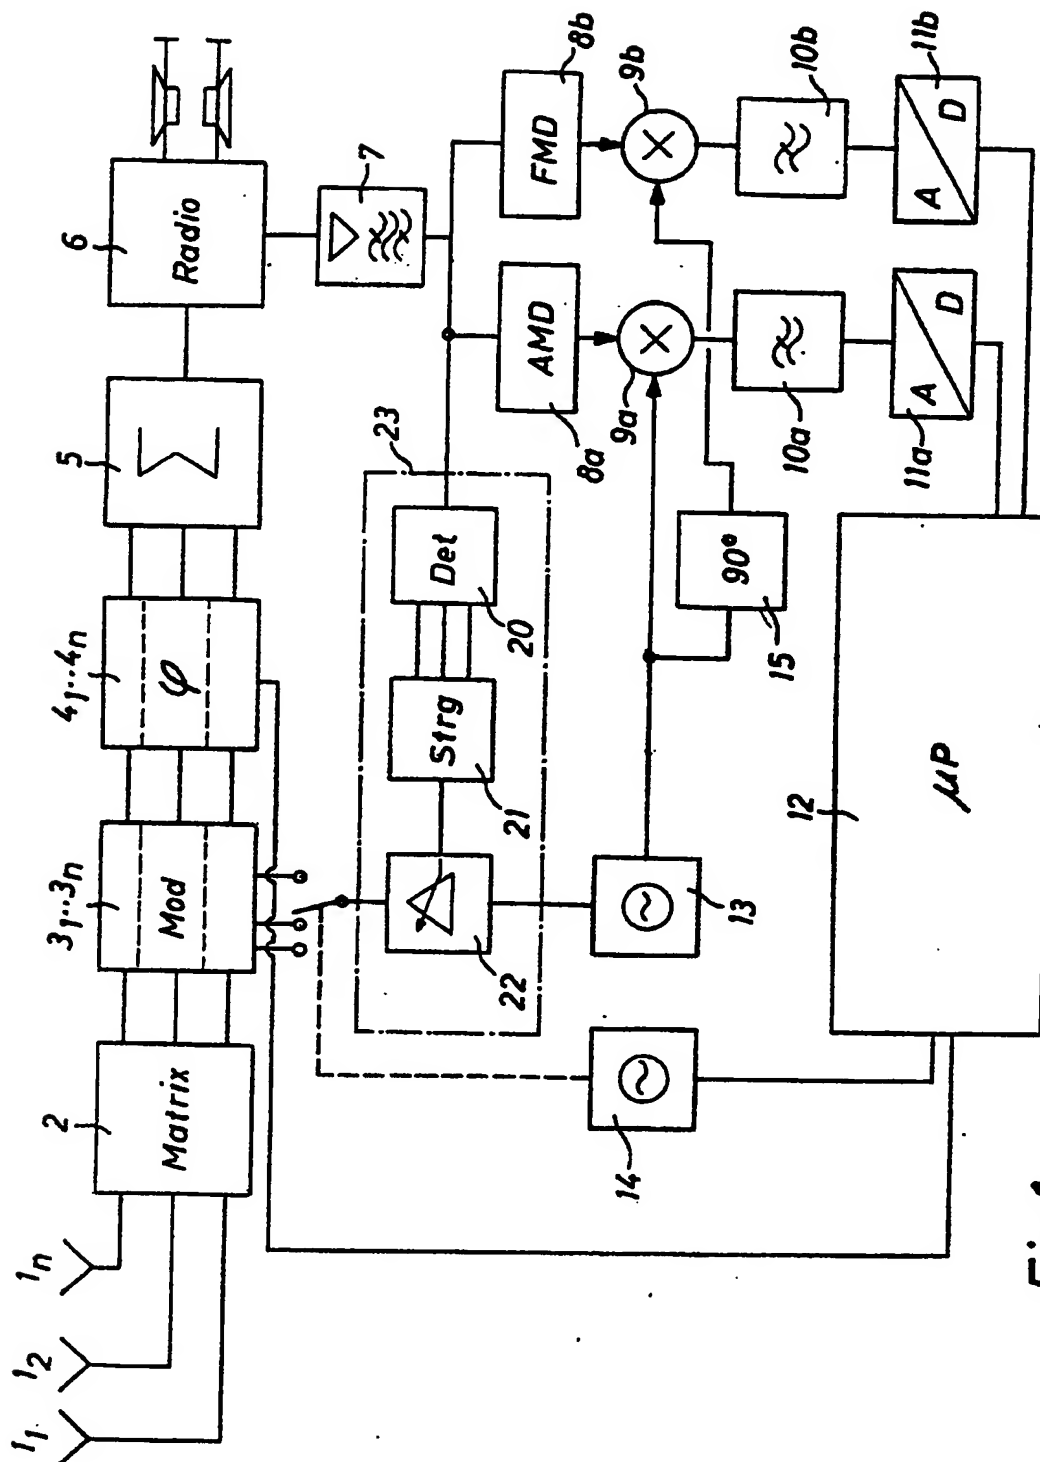 1₁
1₂
1ₙ
2
Matrix
3₁..3ₙ
Mod
4₁..4ₙ
φ
5
Σ
6
Radio
7
23
22
Strg
21
Det
20
AMD
8a
FMD
8b
9a
9b
13
14
90°
15
10a
10b
A
D
11a
A
D
11b
12
μP